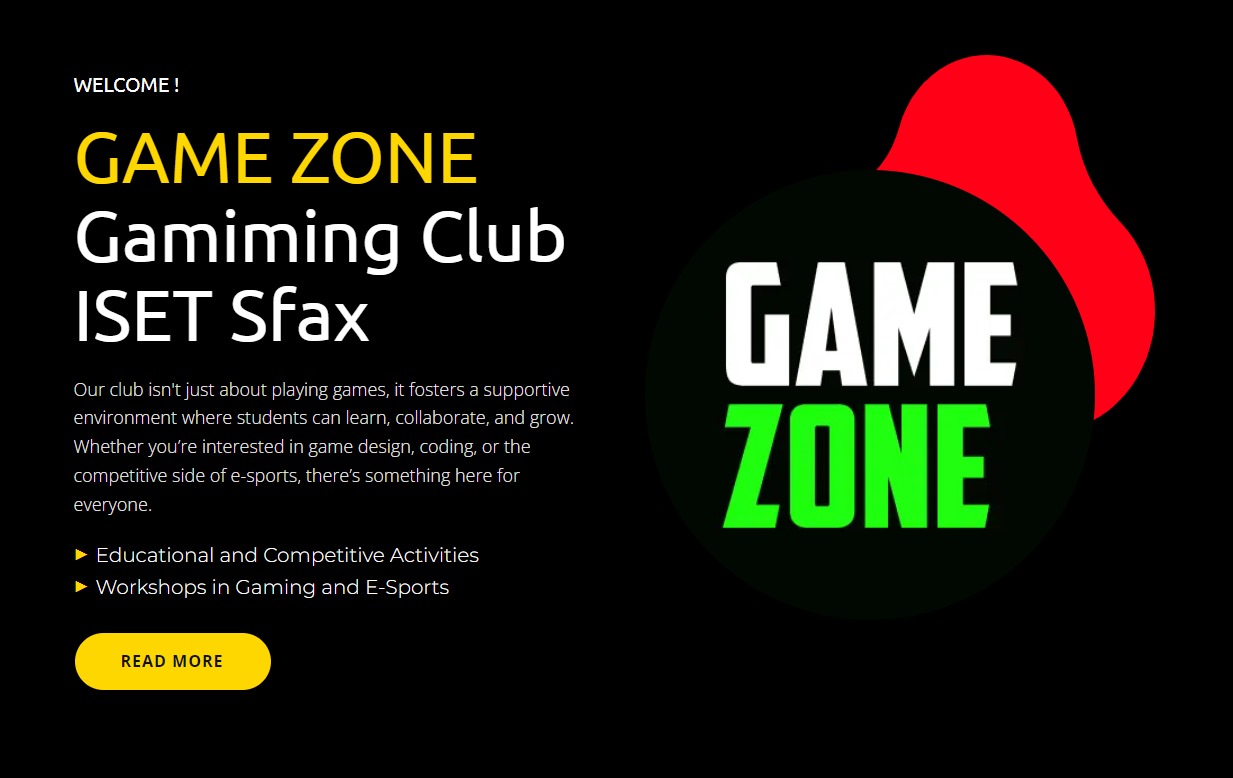 WELCOME !
GAME ZONE
Gamiming Club
ISET Sfax
Our club isn't just about playing games, it fosters a supportive
environment where students can learn, collaborate, and grow.
Whether you’re interested in game design, coding, or the
competitive side of e-sports, there’s something here for
everyone.
► Educational and Competitive Activities
► Workshops in Gaming and E-Sports
READ MORE
GAME
ZONE